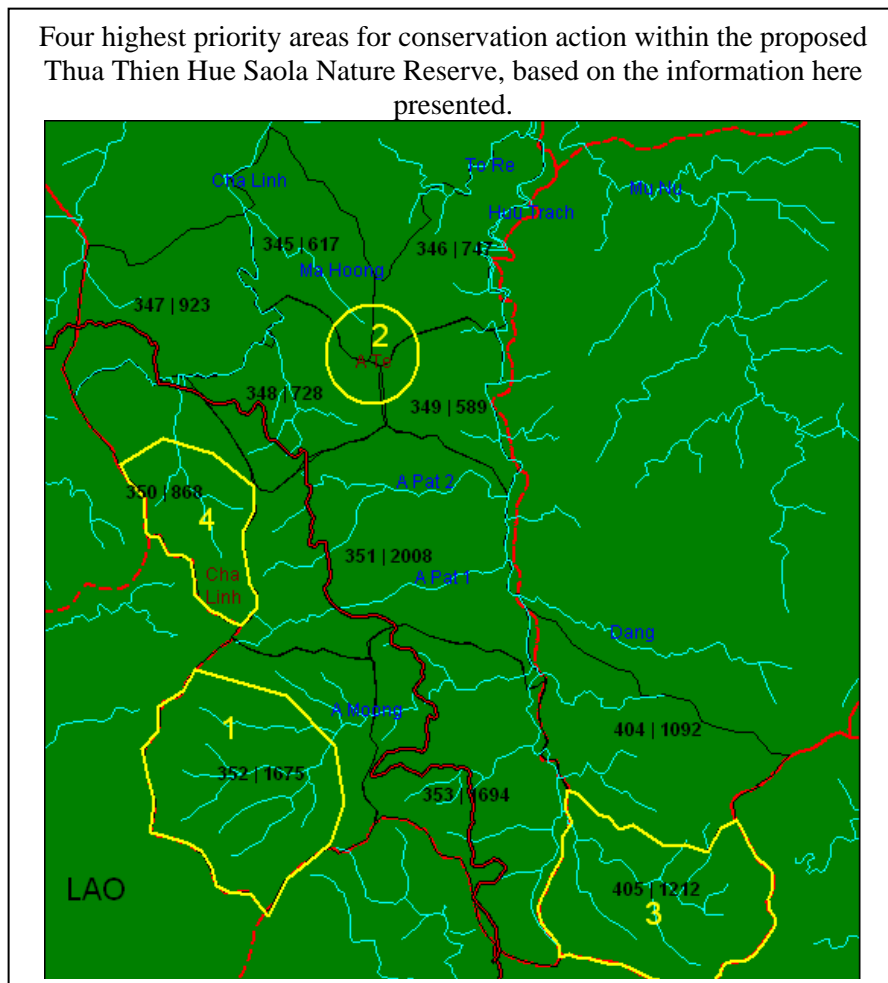 Four highest priority areas for conservation action within the proposed
Thua Thien Hue Saola Nature Reserve, based on the information here
presented.
To Re
Cha Linh
Mu Nu
Huu Trach
345 | 617
346 | 747
Ma Hoong
347 | 923
2
A Te
348 | 728
349 | 589
A Pat 2
350 | 868
4
351 | 2008
Cha
Linh
A Pat 1
Dang
A Moong
1
404 | 1092
352 | 1675
353 | 1694
LAO
405 | 1212
3